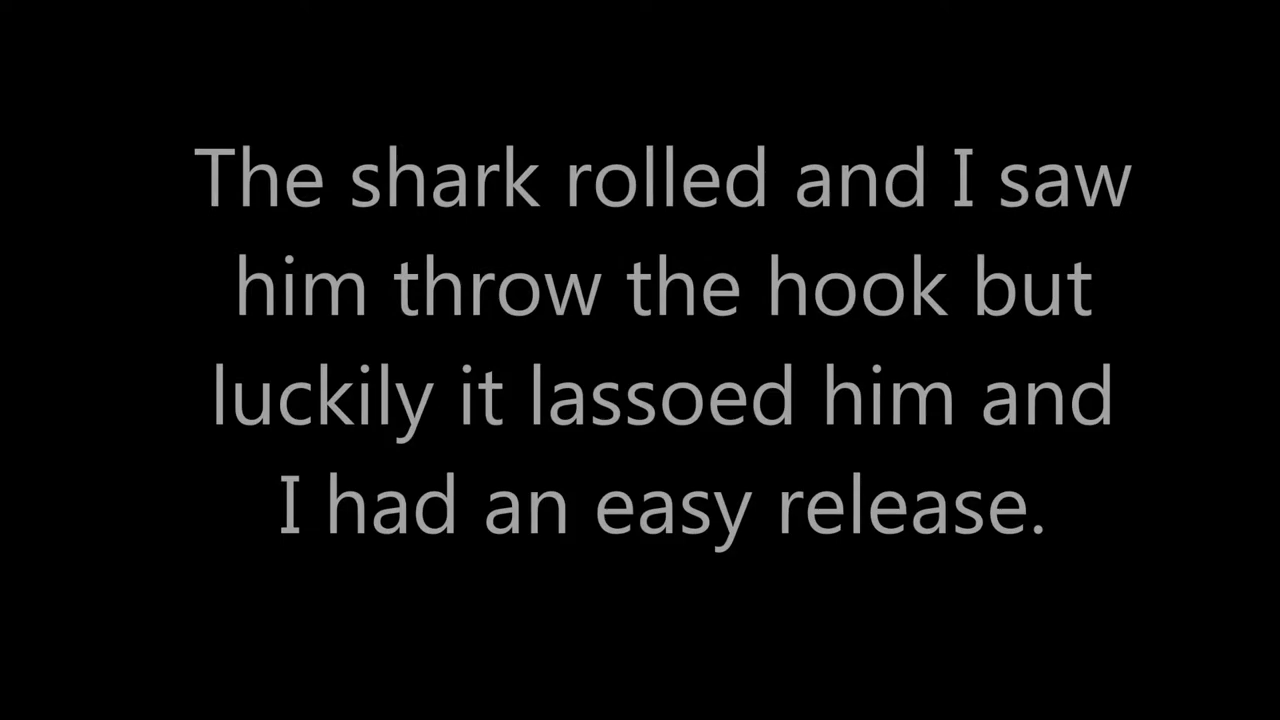 The shark rolled and I saw
him throw the hook but
luckily it lassoed him and
I had an easy release.